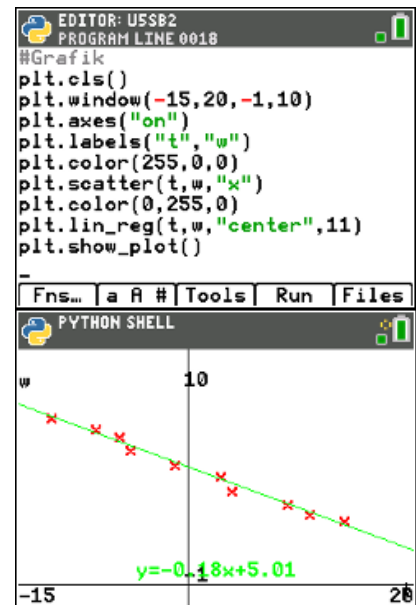 EDITOR: U5SB2
PROGRAM LINE 0018
#Grafik
plt.cls()
plt.window(-15,20,-1,10)
plt.axes("on")
plt.labels("t","w")
plt.color(255,0,0)
plt.scatter(t,w,"x")
plt.color(0,255,0)
plt.lin_reg(t,w,"center",11)
plt.show_plot()
_
Fns… a A # Tools Run Files
PYTHON SHELL
w 10
y=-0.18x+5.01
-1
-15 20